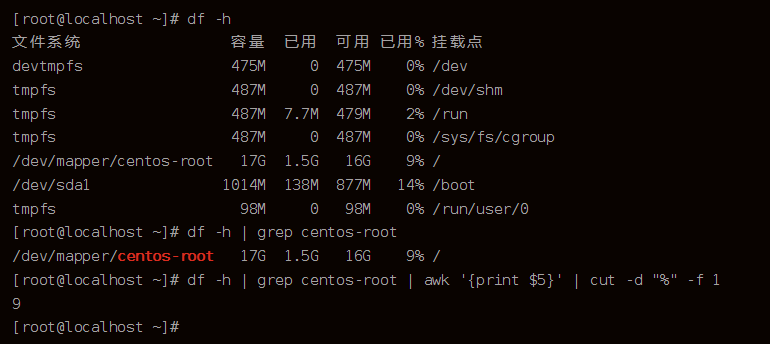 [root@localhost ~]# df -h
文件系统 容量 已用 可用 已用% 挂载点
devtmpfs 475M 0 475M 0% /dev
tmpfs 487M 0 487M 0% /dev/shm
tmpfs 487M 7.7M 479M 2% /run
tmpfs 487M 0 487M 0% /sys/fs/cgroup
/dev/mapper/centos-root 17G 1.5G 16G 9% /
/dev/sda1 1014M 138M 877M 14% /boot
tmpfs 98M 0 98M 0% /run/user/0
[root@localhost ~]# df -h | grep centos-root
/dev/mapper/centos-root 17G 1.5G 16G 9% /
[root@localhost ~]# df -h | grep centos-root | awk '{print $5}' | cut -d "%" -f 1
9
[root@localhost ~]#